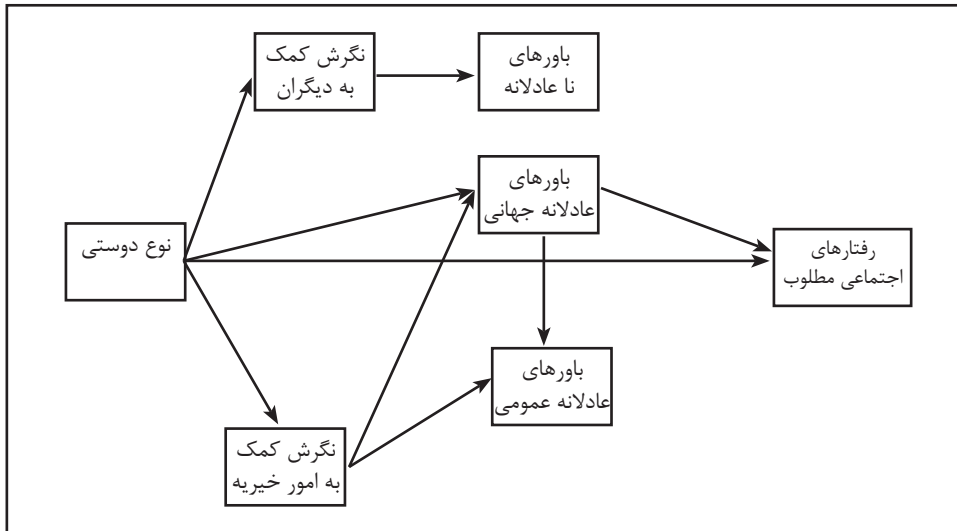 نگرش کمک
به دیگران
باورهای
نا عادلانه
باورهای
عادلانه جهانی
نوع دوستی
رفتارهای
اجتماعی مطلوب
باورهای
عادلانه عمومی
نگرش کمک
به امور خیریه